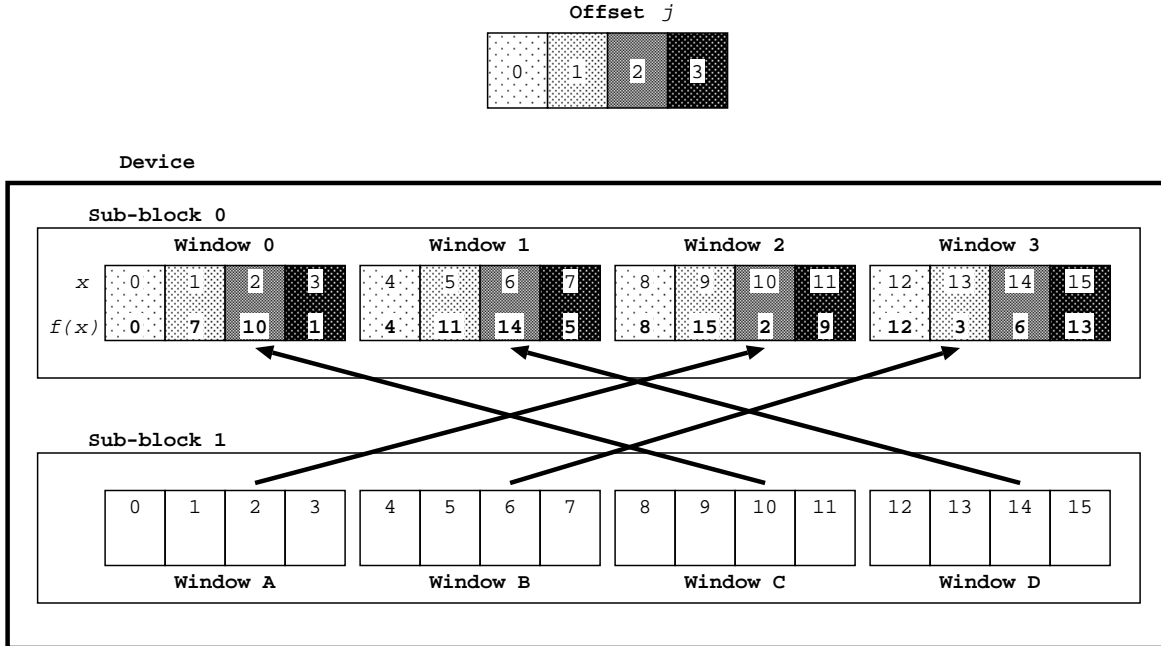 Offset j
0 1 2 3
Device
Sub-block 0
Window 0 Window 1 Window 2 Window 3
x 0 1 2 3 4 5 6 7 8 9 10 11 12 13 14 15
f(x) 0 7 10 1 4 11 14 5 8 15 2 9 12 3 6 13
Sub-block 1
0 1 2 3 4 5 6 7 8 9 10 11 12 13 14 15
Window A Window B Window C Window D